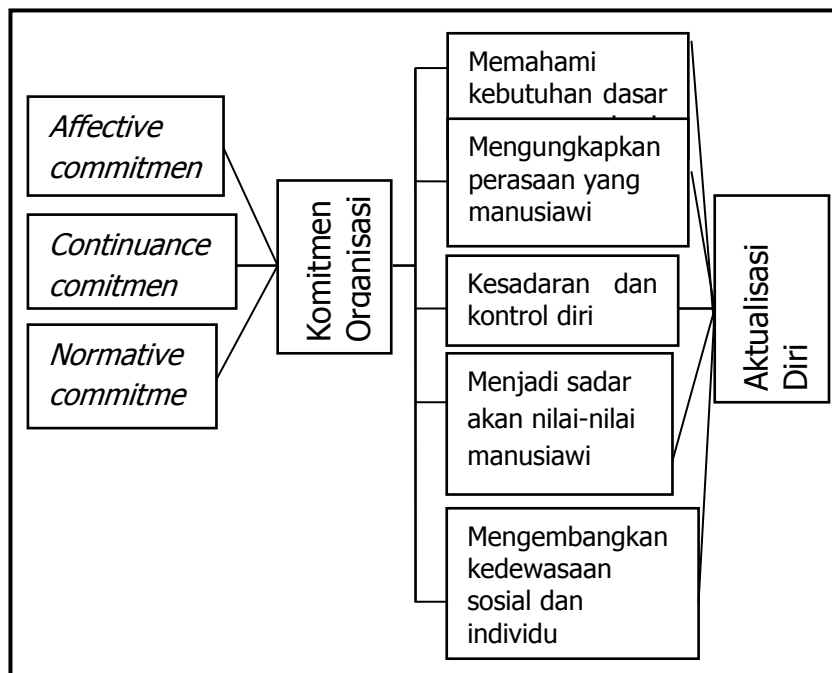 Affective
commitmen
Continuance
comitmen
Normative
commitme
Komitmen
Organisasi
Memahami
kebutuhan dasar
Mengungkapkan
perasaan yang
manusiawi
Kesadaran dan
kontrol diri
Menjadi sadar
akan nilai-nilai
manusiawi
Mengembangkan
kedewasaan
sosial dan
individu
Aktualisasi
Diri